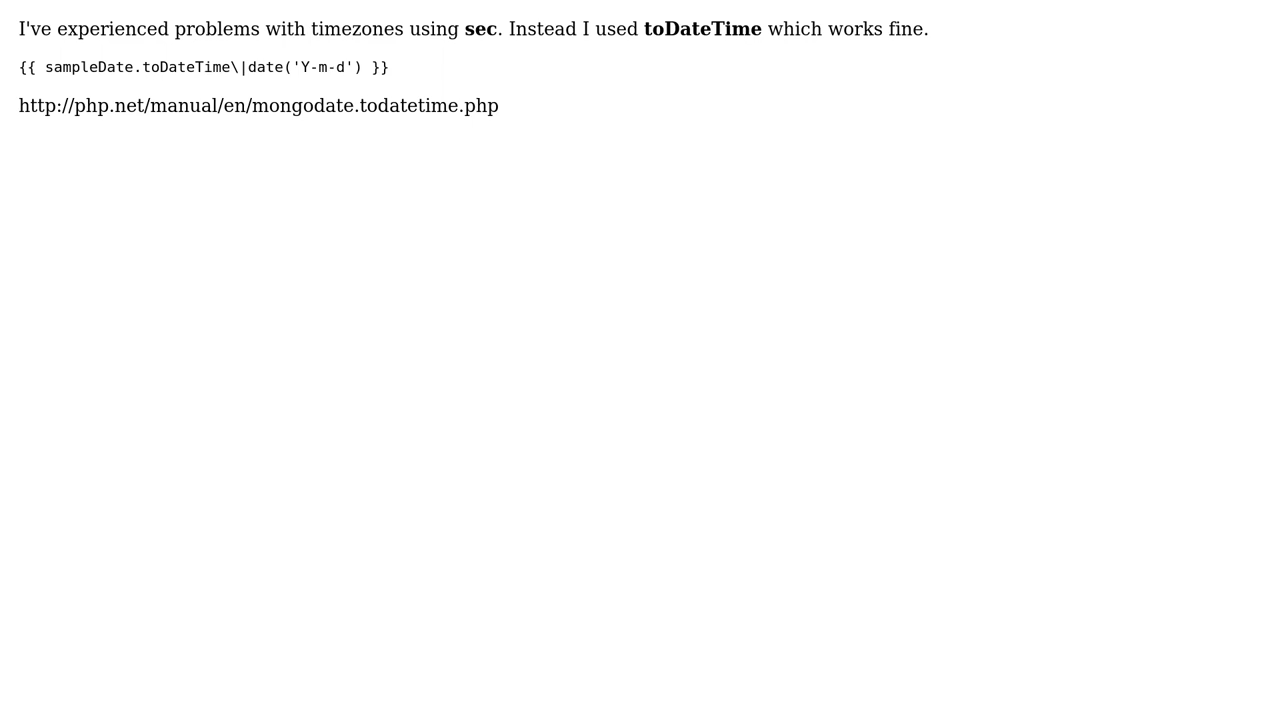 I've experienced problems with timezones using sec. Instead I used toDateTime which works fine.
{{ sampleDate.toDateTime\|date('Y-m-d') }}
http://php.net/manual/en/mongodate.todatetime.php